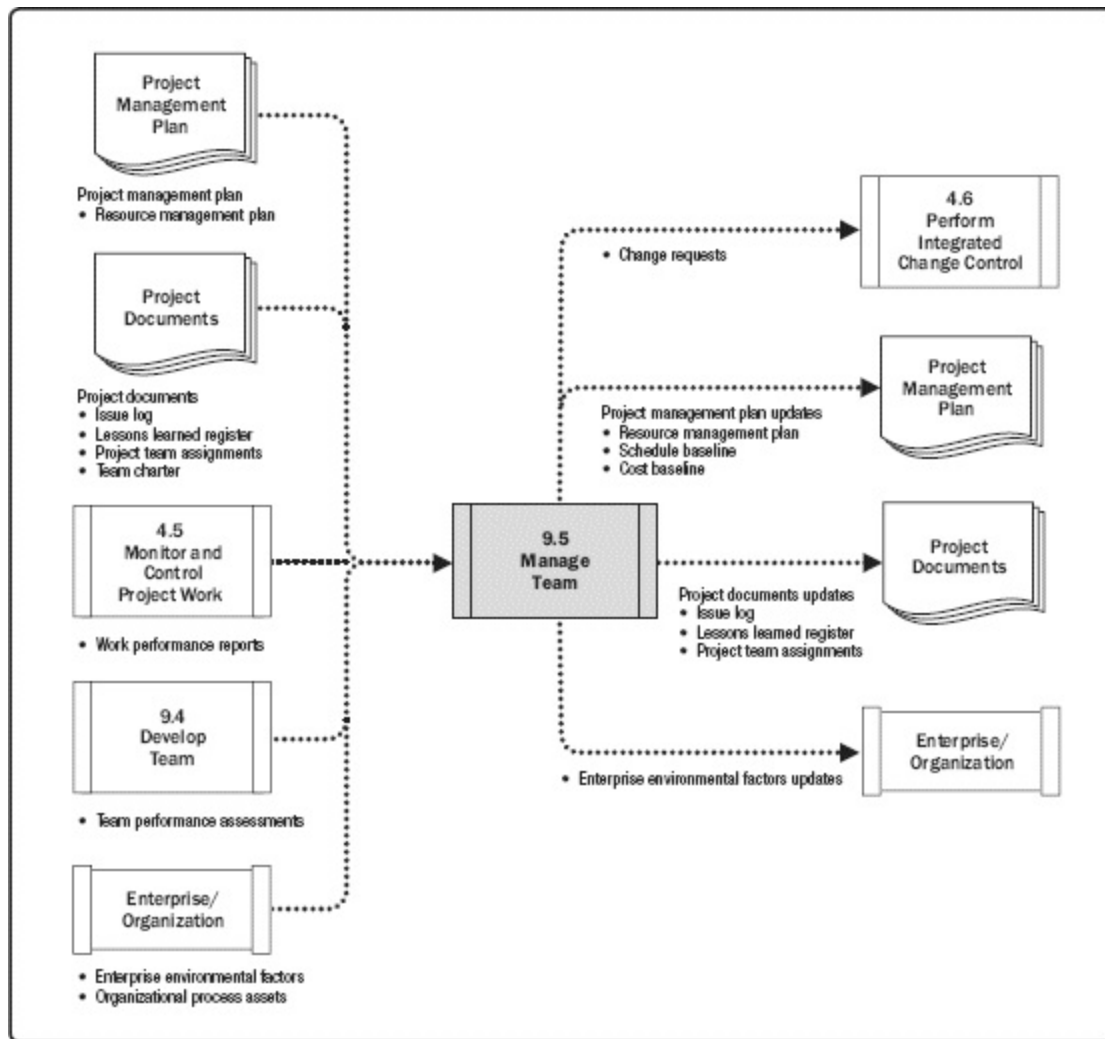 Project
Management
Plan
Project management plan
• Resource management plan
Project
Documents
Project documents
• Issue log
• Lessons learned register
• Project team assignments
• Team charter
4.5
Monitor and
Control
Project Work
• Work performance reports
9.4
Develop
Team
• Team performance assessments
Enterprise/
Organization
• Enterprise environmental factors
• Organizational process assets
9.5
Manage
Team
• Change requests
4.6
Perform
Integrated
Change Control
Project management plan updates
• Resource management plan
• Schedule baseline
• Cost baseline
Project
Management
Plan
Project documents updates
• Issue log
• Lessons learned register
• Project team assignments
Project
Documents
• Enterprise environmental factors updates
Enterprise/
Organization